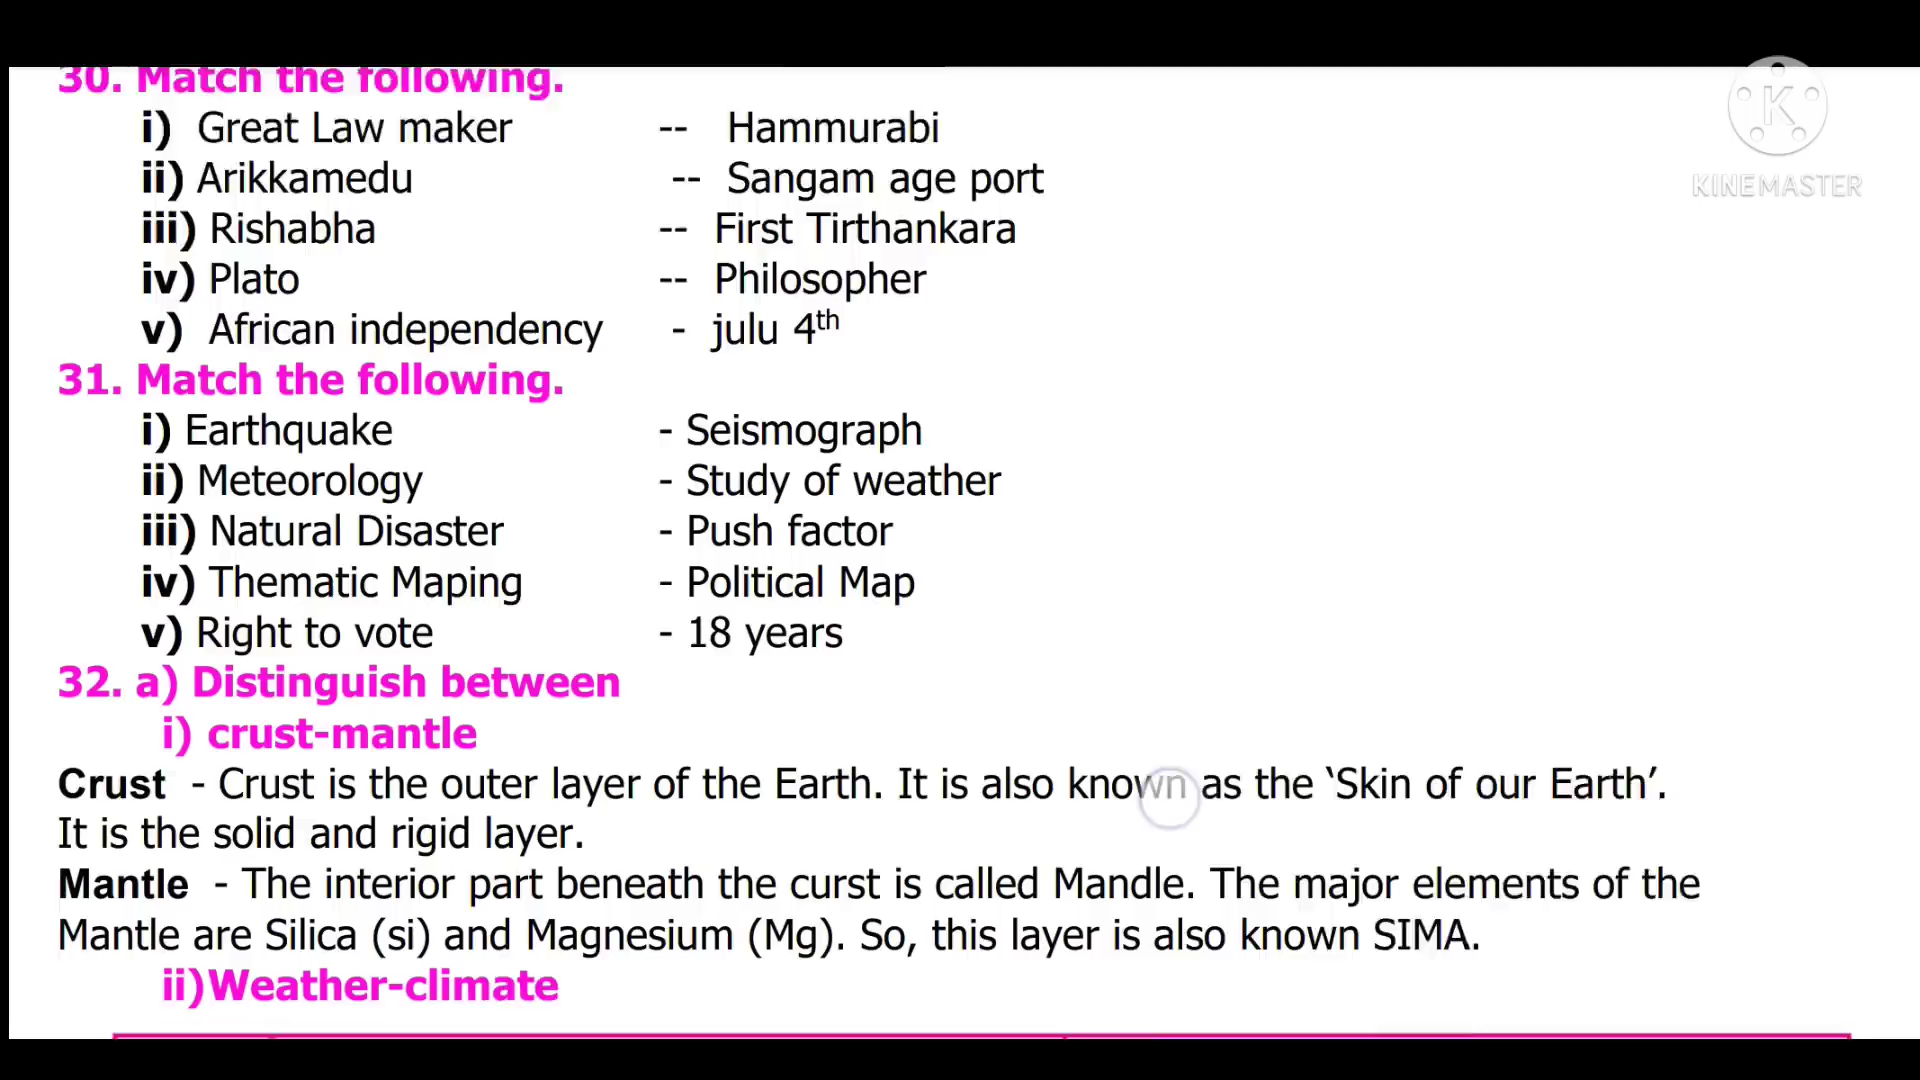 30. Match the following.
i) Great Law maker -- Hammurabi
ii) Arikkamedu -- Sangam age port
iii) Rishabha -- First Tirthankara
iv) Plato -- Philosopher
v) African independency - julu 4th
31. Match the following.
i) Earthquake - Seismograph
ii) Meteorology - Study of weather
iii) Natural Disaster - Push factor
iv) Thematic Maping - Political Map
v) Right to vote - 18 years
32. a) Distinguish between
i) crust-mantle
Crust - Crust is the outer layer of the Earth. It is also known as the ‘Skin of our Earth’.
It is the solid and rigid layer.
Mantle - The interior part beneath the curst is called Mandle. The major elements of the
Mantle are Silica (si) and Magnesium (Mg). So, this layer is also known SIMA.
ii)Weather-climate
K
KINEMASTER